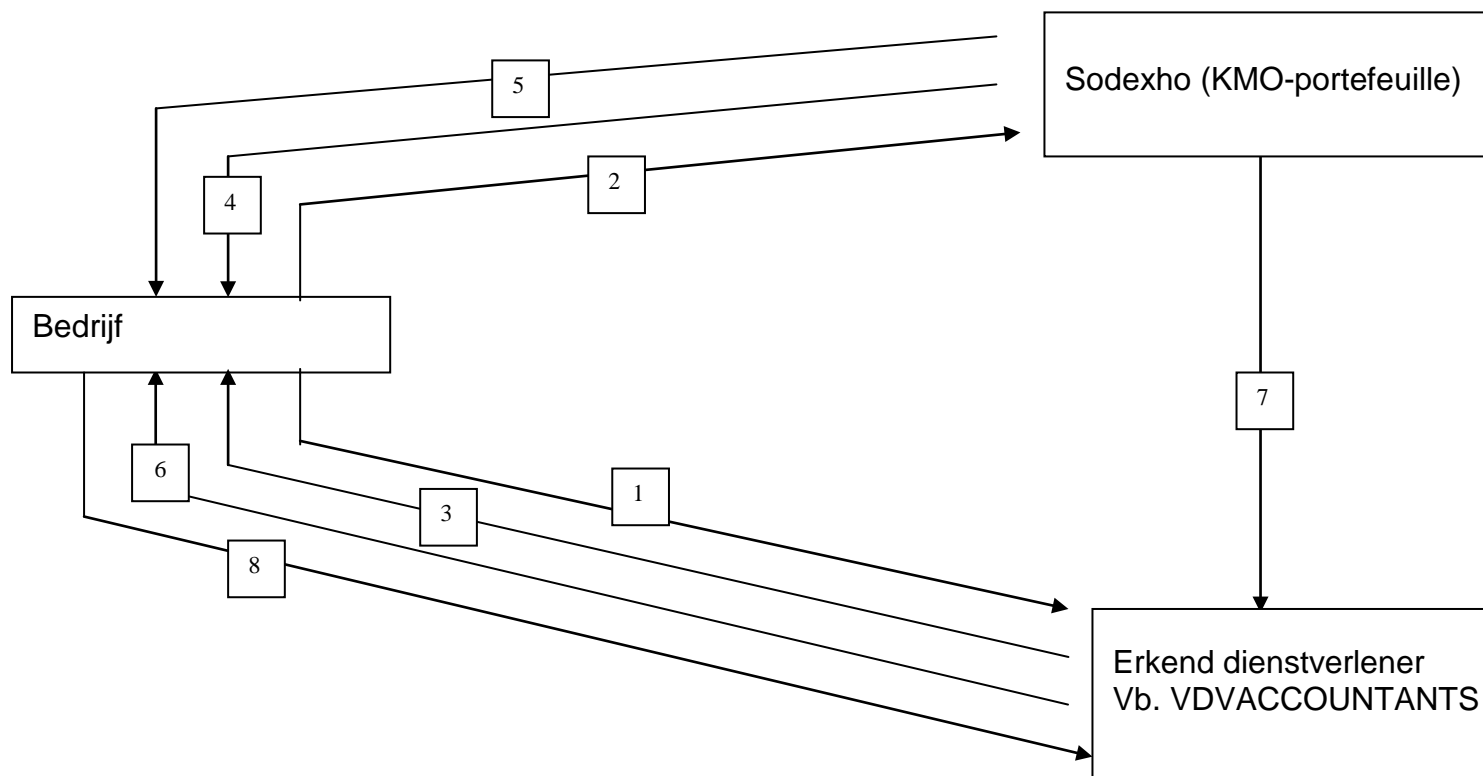 5
Sodexho (KMO-portefeuille)
2
4
Bedrijf
7
6
1
3
8
Erkend dienstverlener
Vb. VDVACCOUNTANTS